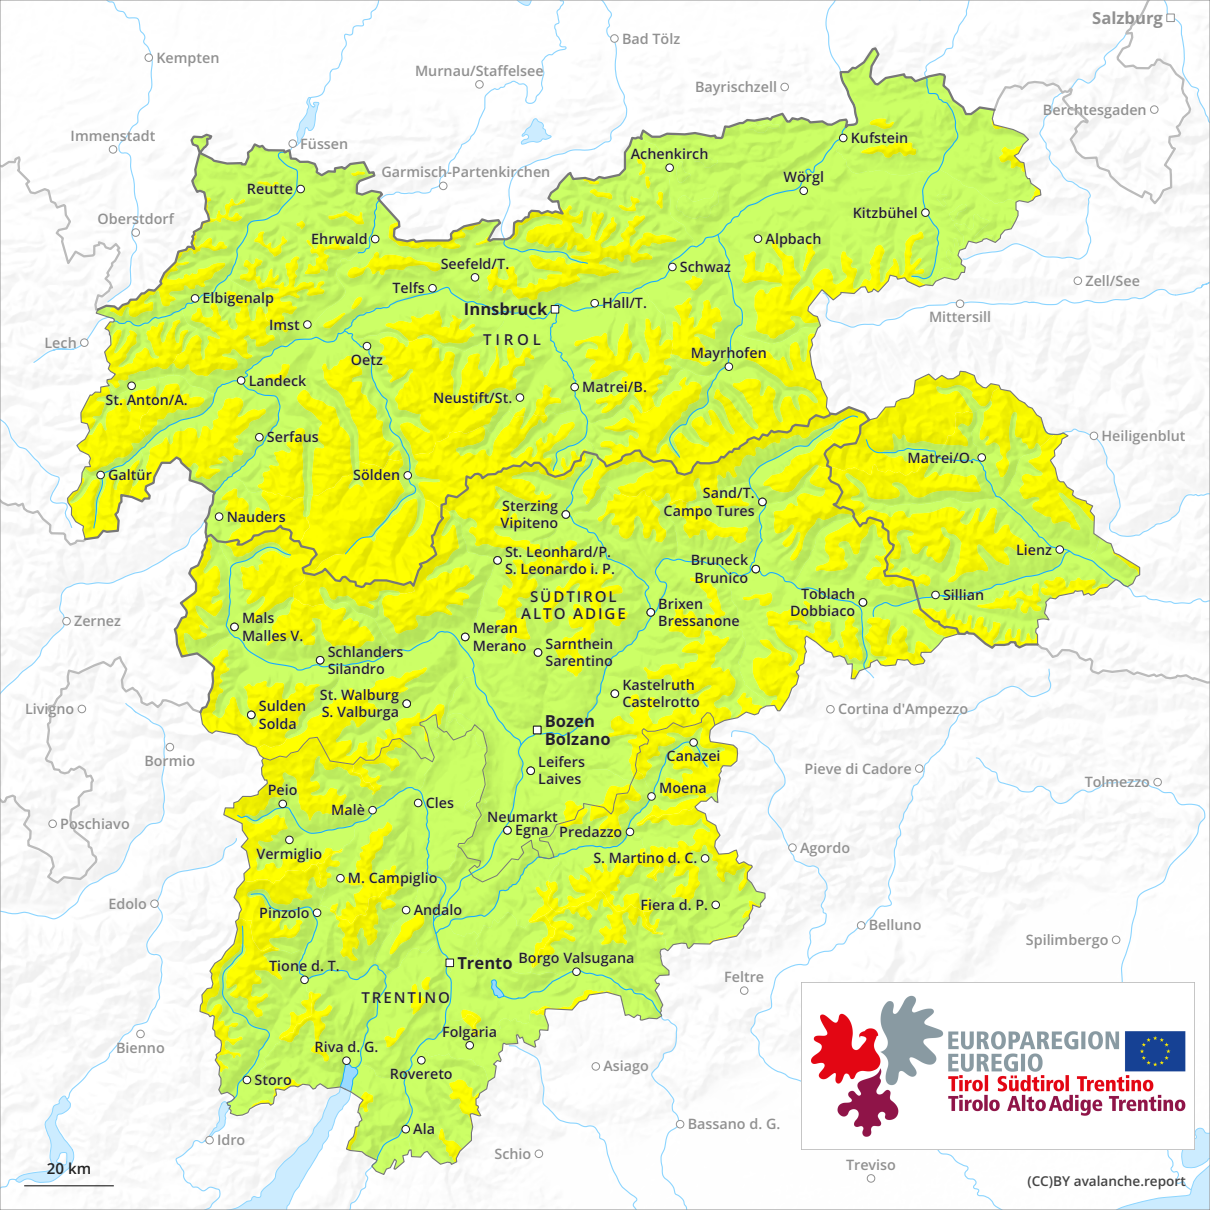 Salzburg
Bad Tölz
Kempten
Murnau/Staffelsee
Bayrischzell
Berchtesgaden
Immenstadt
Füssen
Kufstein
Achenkirch
Garmisch-Partenkirchen
Wörgl
Reutte
Oberstdorf
Kitzbühel
Ehrwald
Alpbach
Seefeld/T.
Schwaz
Zell/See
Telfs
Elbigenalp
Hall/T.
Innsbruck
Mittersill
Imst
TIROL
Lech
Oetz
Mayrhofen
Landeck
St. Anton/A.
Matrei/B.
Neustift/St.
Serfaus
Heiligenblut
Matrei/O.
Galtür
Sölden
Sand/T.
Campo Tures
Sterzing
Vipiteno
Nauders
St. Leonhard/P.
S. Leonardo i. P.
Lienz
Bruneck
Brunico
SÜDTIROL
ALTO ADIGE
Toblach
Dobbiaco
Sillian
Brixen
Bressanone
Zernez
Mals
Malles V.
Meran
Merano
Sarnthein
Sarentino
Schlanders
Silandro
Kastelruth
Castelrotto
St. Walburg
S. Valburga
Sulden
Solda
Livigno
Cortina d'Ampezzo
Bozen
Bolzano
Bormio
Canazei
Leifers
Laives
Pieve di Cadore
Tolmezzo
Peio
Moena
Malè
Cles
Neumarkt
Egna
Predazzo
Poschiavo
Vermiglio
Agordo
S. Martino d. C.
M. Campiglio
Edolo
Pinzolo
Andalo
Fiera d. P.
Belluno
Spilimbergo
Trento
Borgo Valsugana
Tione d. T.
Feltre
TRENTINO
Folgaria
Bienno
Riva d. G.
Rovereto
Asiago
Storo
EUROPAREGION
EUREGIO
Tirol Südtirol Trentino
Tirolo Alto Adige Trentino
Ala
Bassano d. G.
Idro
Schio
Treviso
20 km
(CC)BY avalanche.report